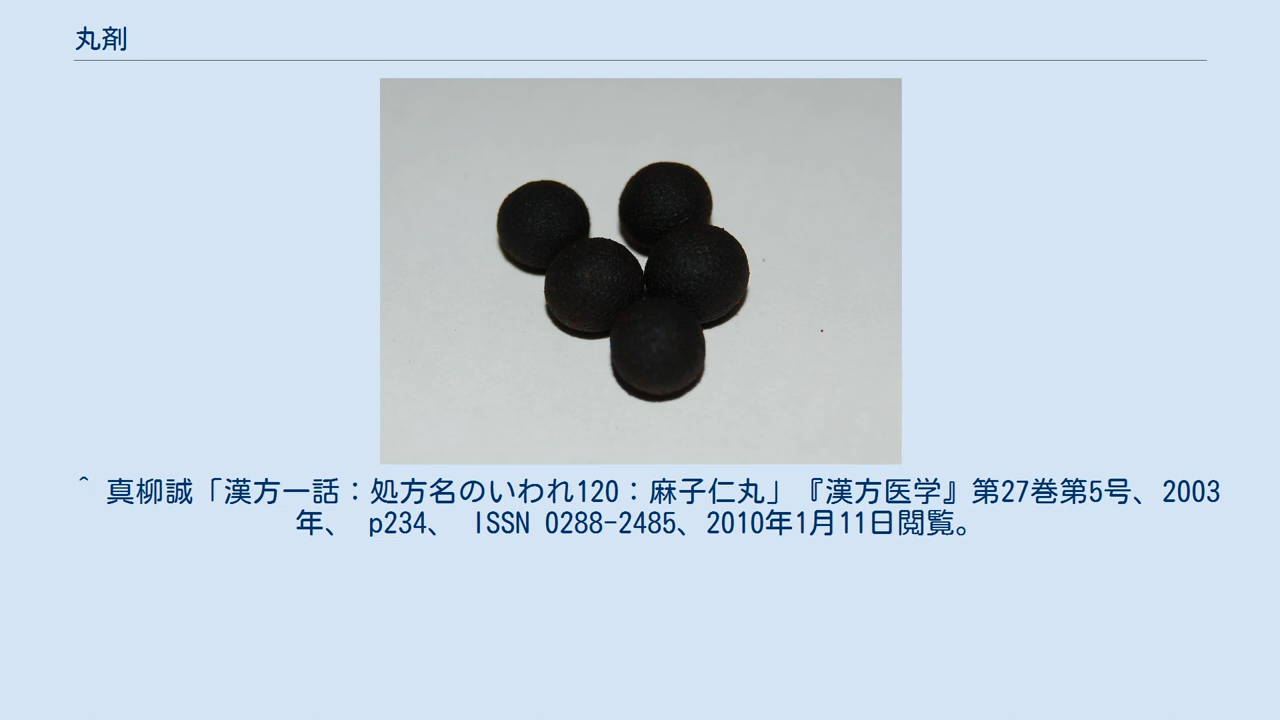 丸剤
^ 真柳誠「漢方一話：処方名のいわれ120：麻子仁丸」『漢方医学』第27巻第5号、2003
年、 p234、 ISSN 0288-2485、2010年1月11日閲覧。